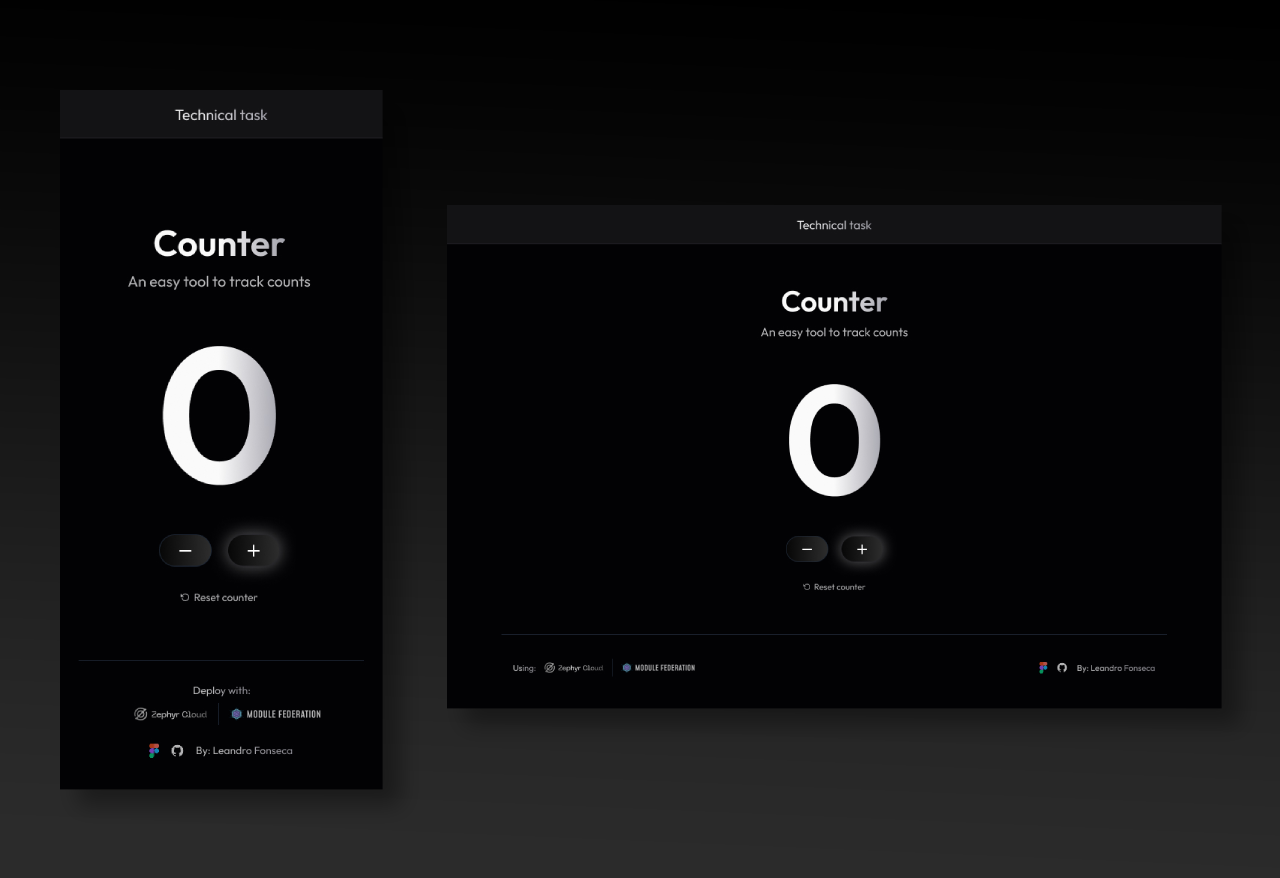 Technical task
Counter
An easy tool to track counts
0
− +
Reset counter
Deploy with:
Zephyr Cloud MODULE FEDERATION
By: Leandro Fonseca
Technical task
Counter
An easy tool to track counts
0
− +
Reset counter
Using: Zephyr Cloud MODULE FEDERATION
By: Leandro Fonseca